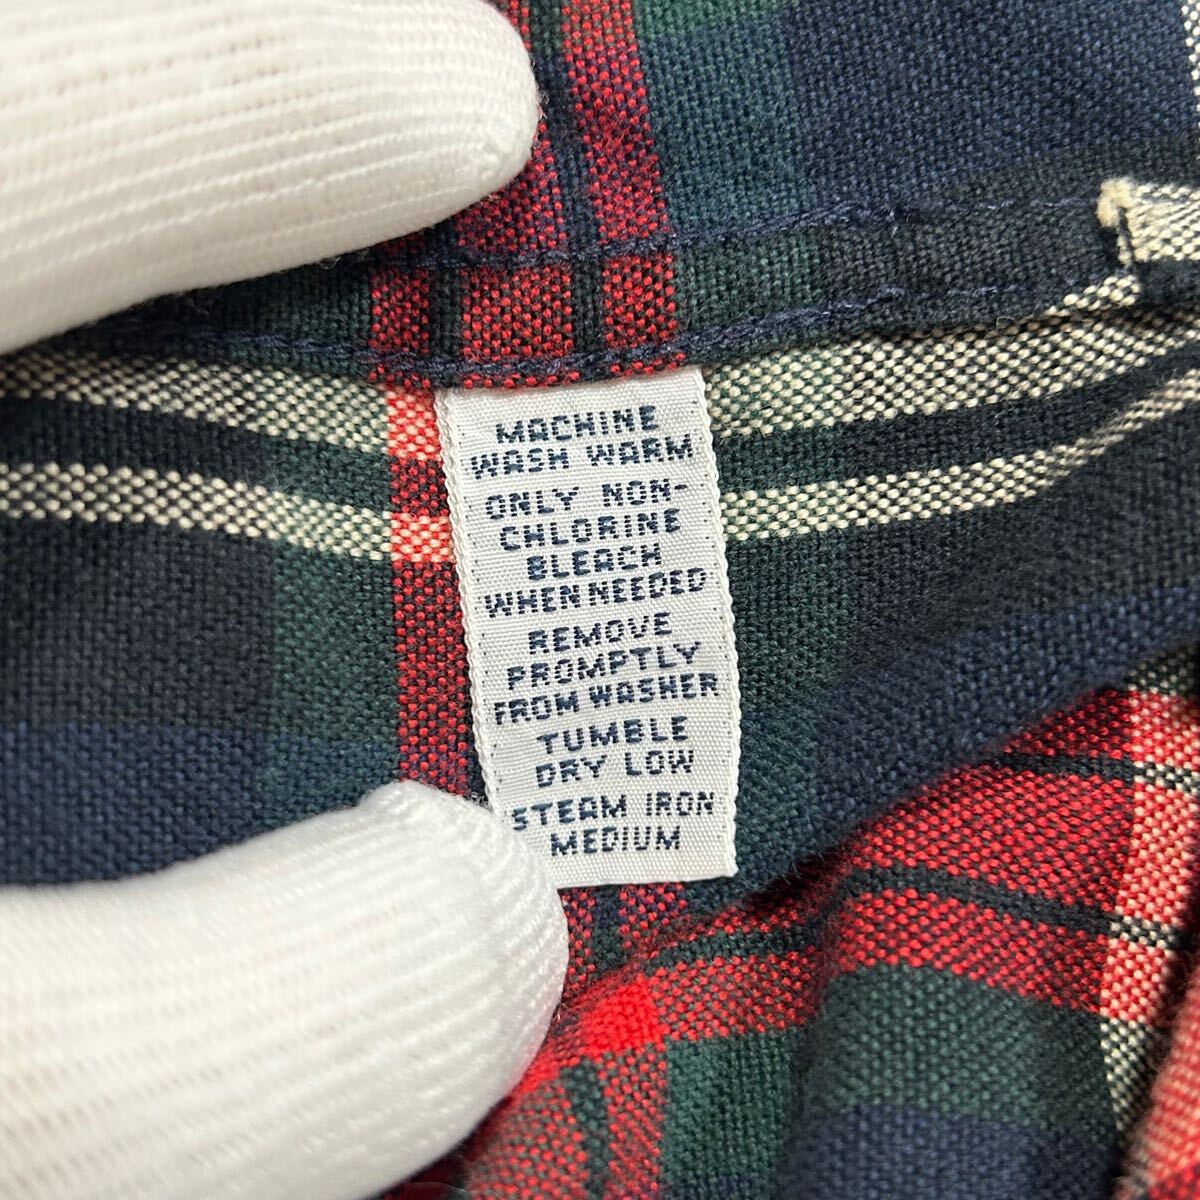 MACHINE
WASH WARM
ONLY NON-
CHLORINE
BLEACH
WHEN NEEDED
REMOVE
PROMPTLY
FROM WASHER
TUMBLE
DRY LOW
STEAM IRON
MEDIUM